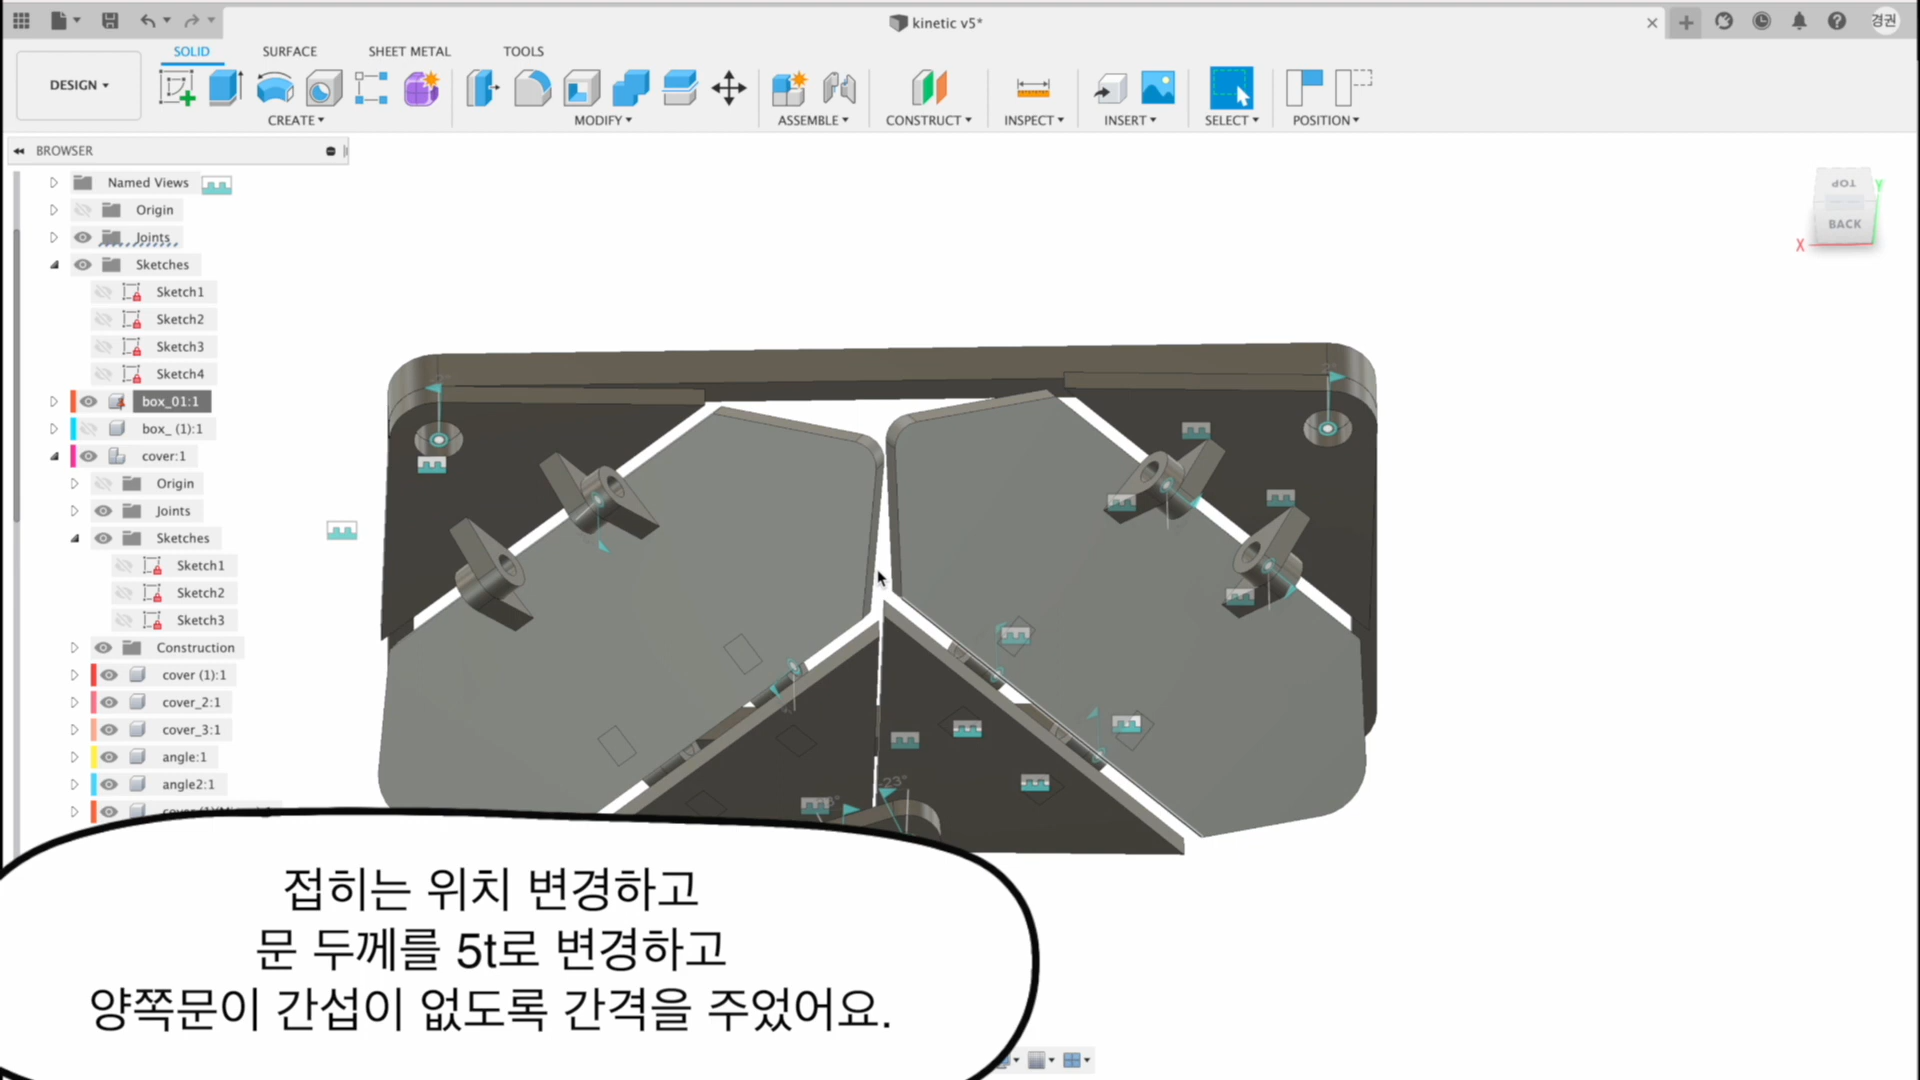 kinetic v5*
경권
SOLID
SURFACE
SHEET METAL
TOOLS
DESIGN
CREATE
MODIFY
ASSEMBLE
CONSTRUCT
INSPECT
INSERT
SELECT
POSITION
BROWSER
Named Views
Origin
Joints
Sketches
Sketch1
Sketch2
Sketch3
Sketch4
box_01:1
box_ (1):1
cover:1
Origin
Joints
Sketches
Sketch1
Sketch2
Sketch3
Construction
cover (1):1
cover_2:1
cover_3:1
angle:1
angle2:1
TOP
BACK
X
Y
접히는 위치 변경하고
문 두께를 5t로 변경하고
양쪽문이 간섭이 없도록 간격을 주었어요.